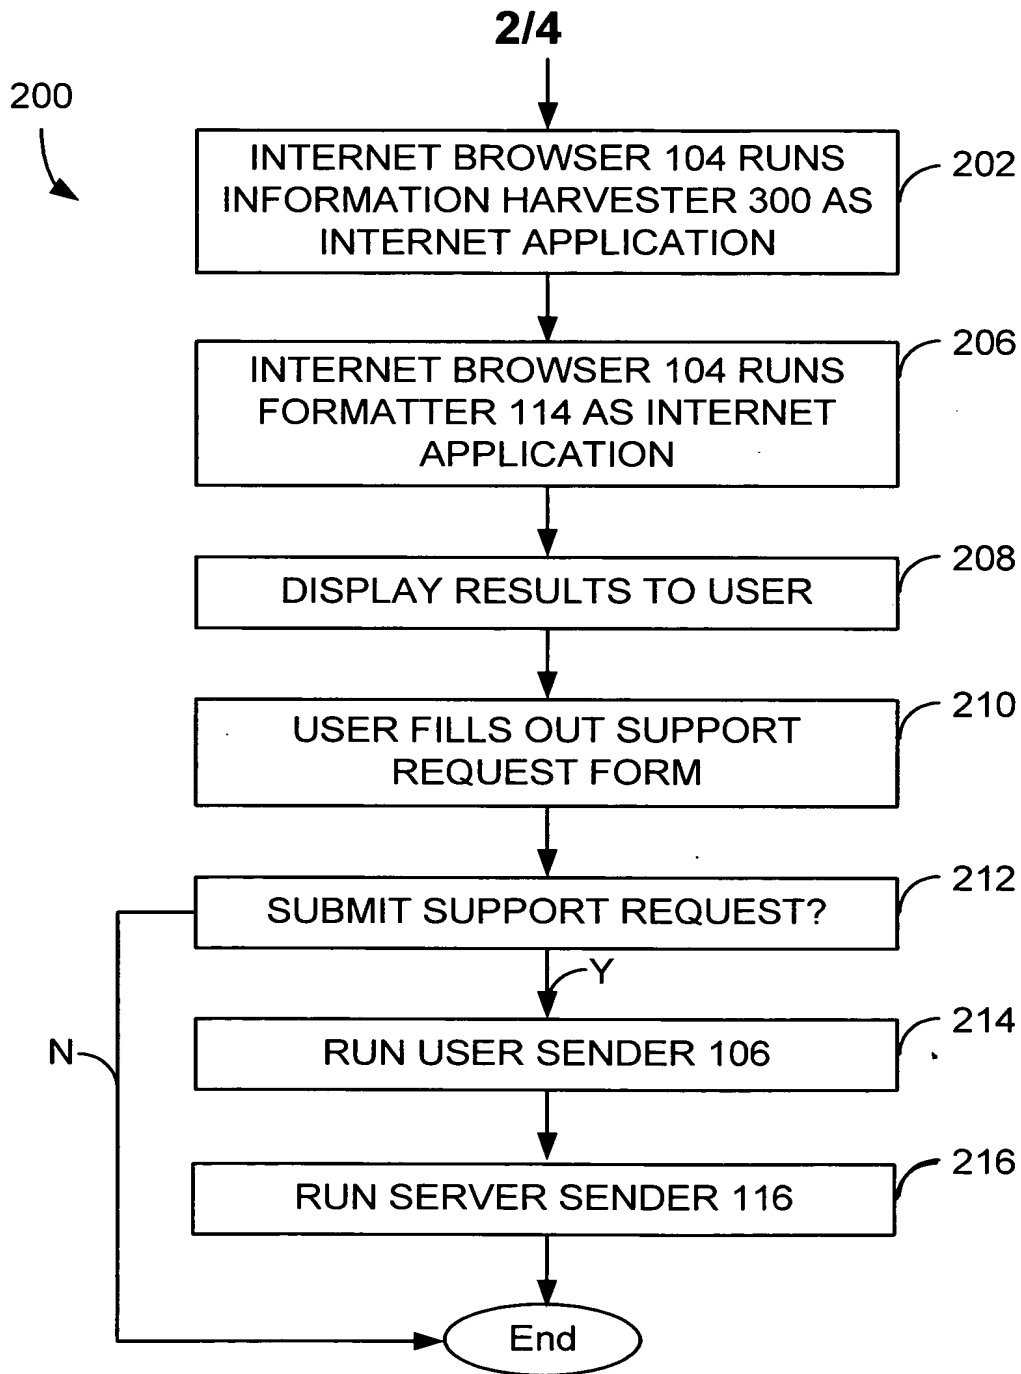 2/4
200
INTERNET BROWSER 104 RUNS
INFORMATION HARVESTER 300 AS
INTERNET APPLICATION
202
INTERNET BROWSER 104 RUNS
FORMATTER 114 AS INTERNET
APPLICATION
206
DISPLAY RESULTS TO USER
208
USER FILLS OUT SUPPORT
REQUEST FORM
210
SUBMIT SUPPORT REQUEST?
212
Y
N
RUN USER SENDER 106
214
RUN SERVER SENDER 116
216
End